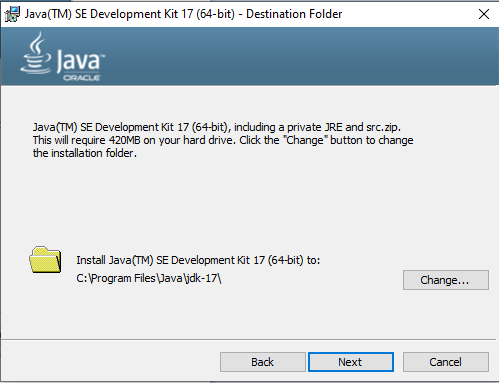 Java(TM) SE Development Kit 17 (64-bit) - Destination Folder
Java™
ORACLE
Java(TM) SE Development Kit 17 (64-bit), including a private JRE and src.zip.
This will require 420MB on your hard drive. Click the "Change" button to change
the installation folder.
Install Java(TM) SE Development Kit 17 (64-bit) to:
C:\Program Files\Java\jdk-17\
Change...
Back
Next
Cancel